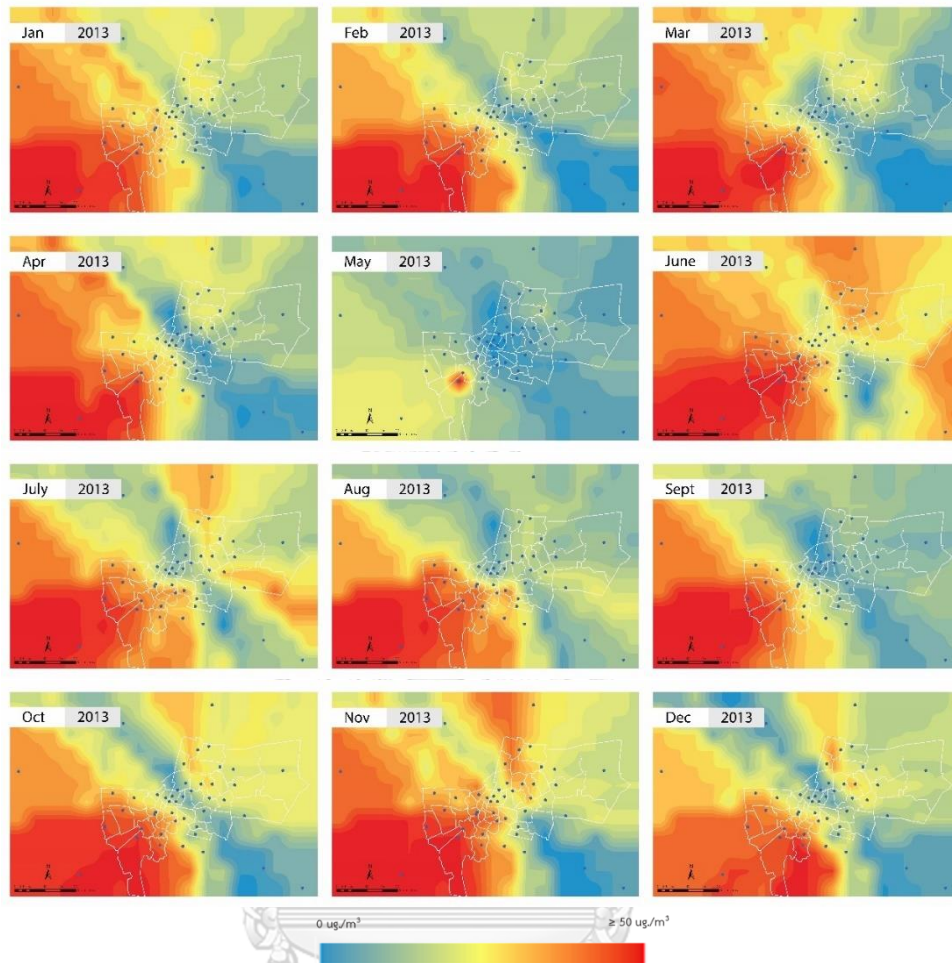 Jan 2013
Feb 2013
Mar 2013
N
N
N
Apr 2013
May 2013
June 2013
N
N
N
July 2013
Aug 2013
Sept 2013
N
N
N
Oct 2013
Nov 2013
Dec 2013
N
N
N
0 ug./m³
≥ 50 ug./m³